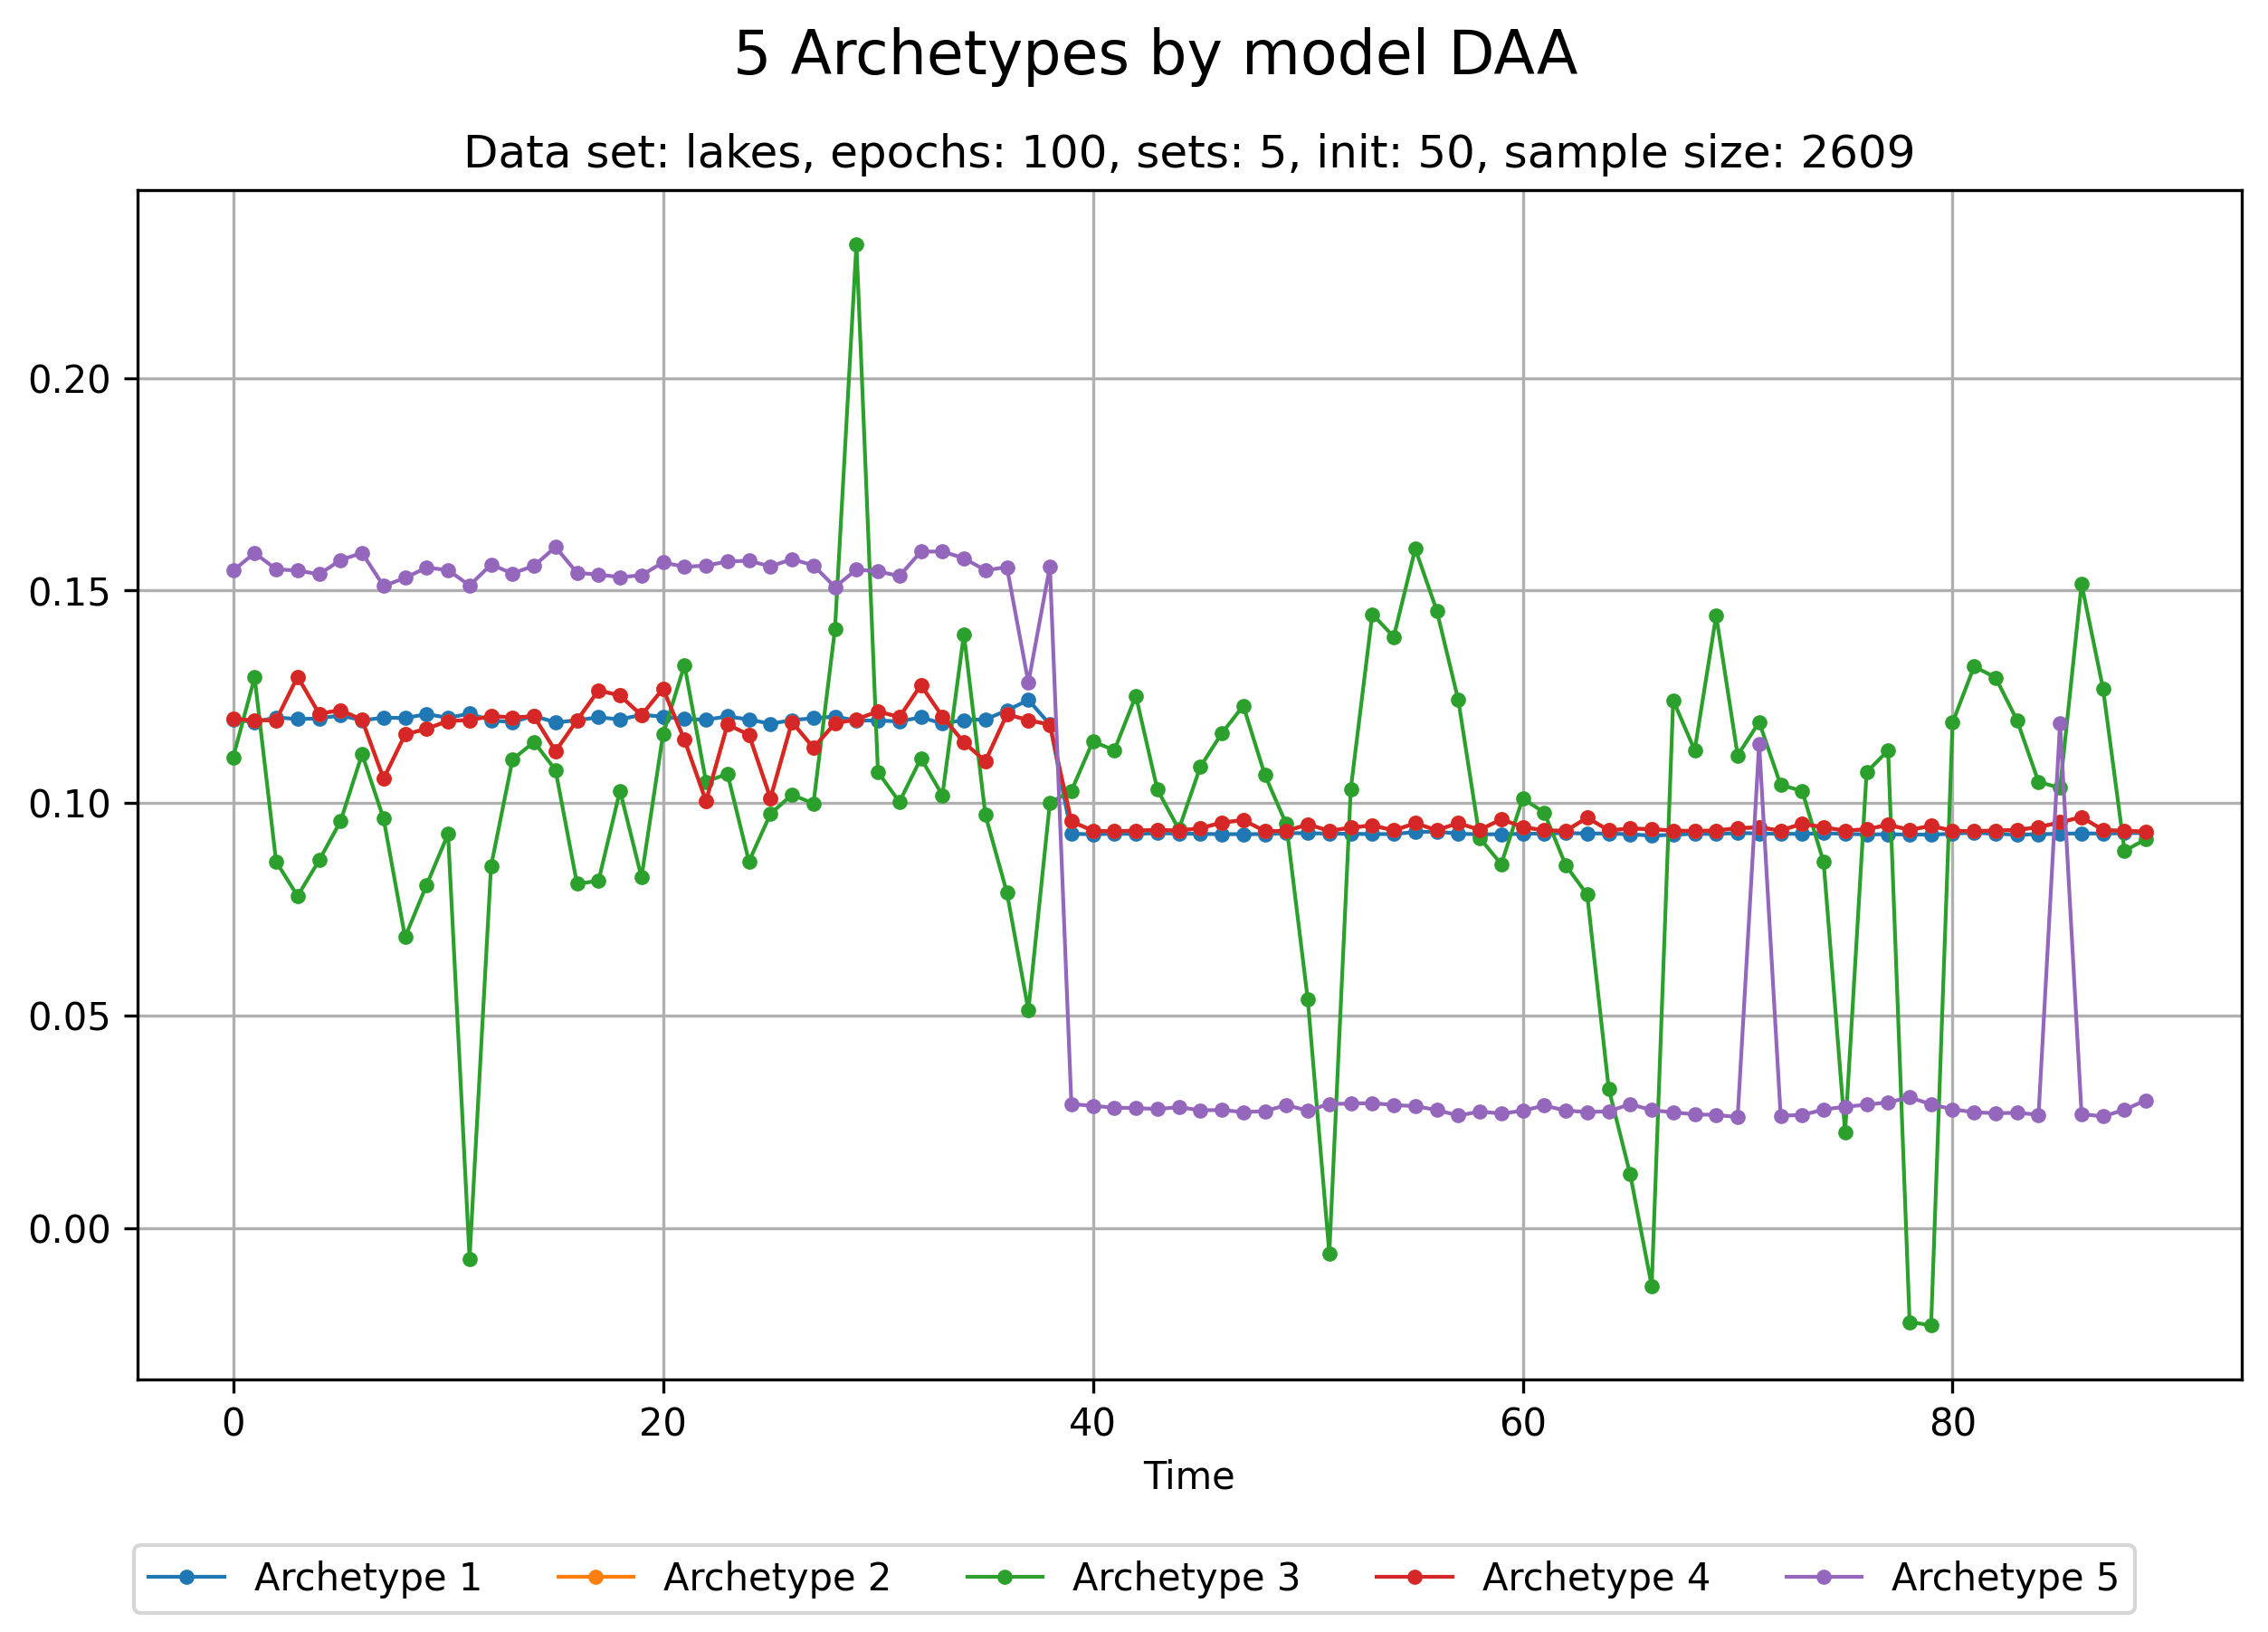 5 Archetypes by model DAA
Data set: lakes, epochs: 100, sets: 5, init: 50, sample size: 2609
0.20
0.15
0.10
0.05
0.00
0 20 40 60 80
Time
Archetype 1 Archetype 2 Archetype 3 Archetype 4 Archetype 5